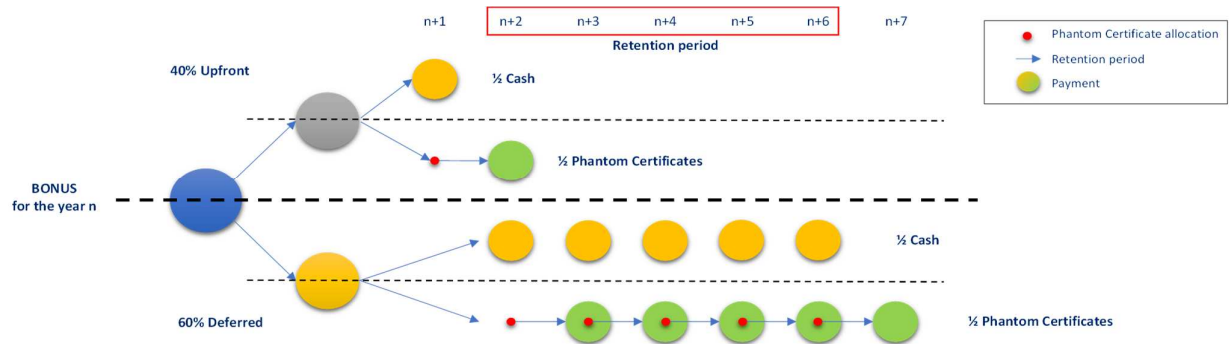 n+1 n+2 n+3 n+4 n+5 n+6 n+7
Retention period
Phantom Certificate allocation
Retention period
Payment
40% Upfront
½ Cash
½ Phantom Certificates
BONUS
for the year n
½ Cash
60% Deferred
½ Phantom Certificates